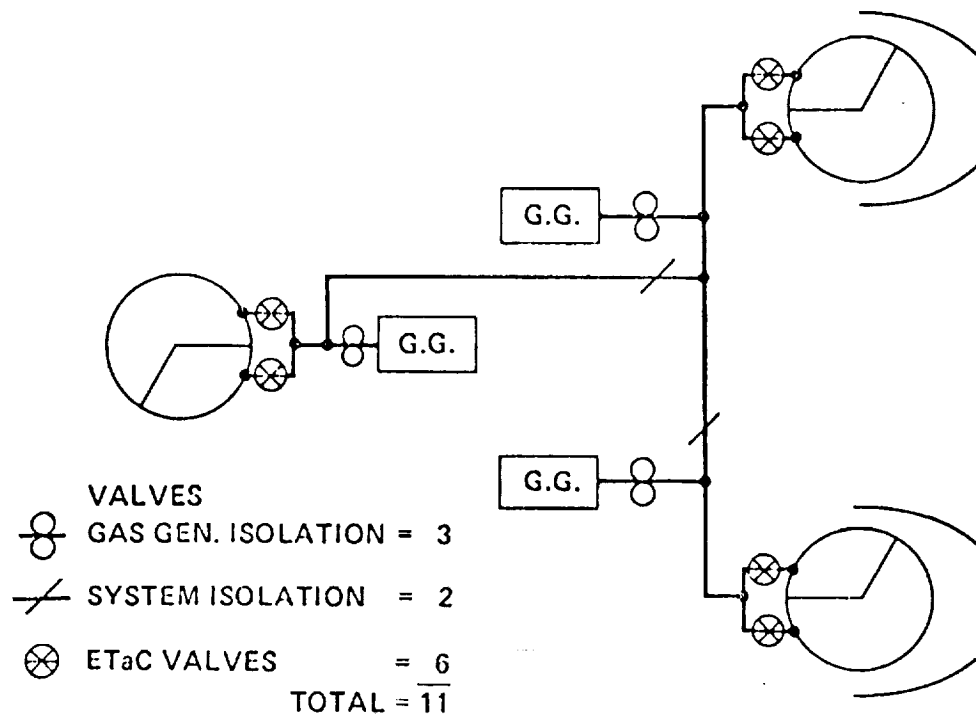 G.G.
G.G.
G.G.
VALVES
GAS GEN. ISOLATION = 3
SYSTEM ISOLATION = 2
ETaC VALVES = 6
TOTAL = 11